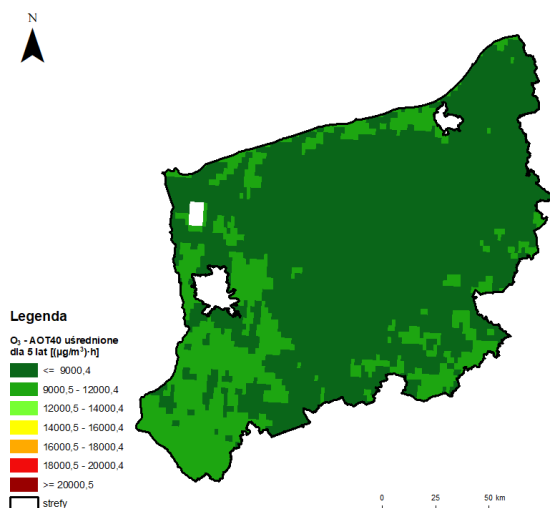 N
Legenda
O₃ - AOT40 uśrednione
dla 5 lat [(µg/m³)·h]
<= 9000,4
9000,5 - 12000,4
12000,5 - 14000,4
14000,5 - 16000,4
16000,5 - 18000,4
18000,5 - 20000,4
>= 20000,5
strefy
0 25 50 km